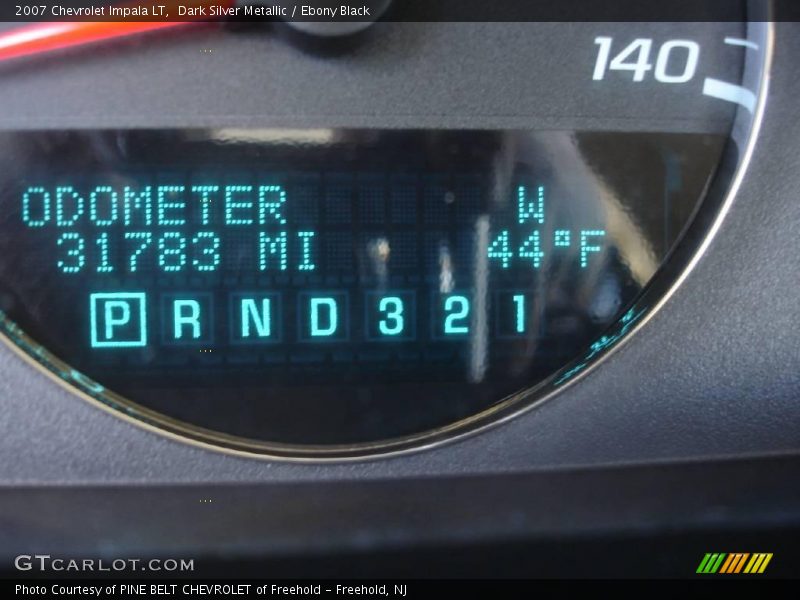 2007 Chevrolet Impala LT,  Dark Silver Metallic / Ebony Black
140
ODOMETER W
31783 MI 44°F
P R N D 3 2 1
GTCARLOT.COM
Photo Courtesy of PINE BELT CHEVROLET of Freehold - Freehold, NJ